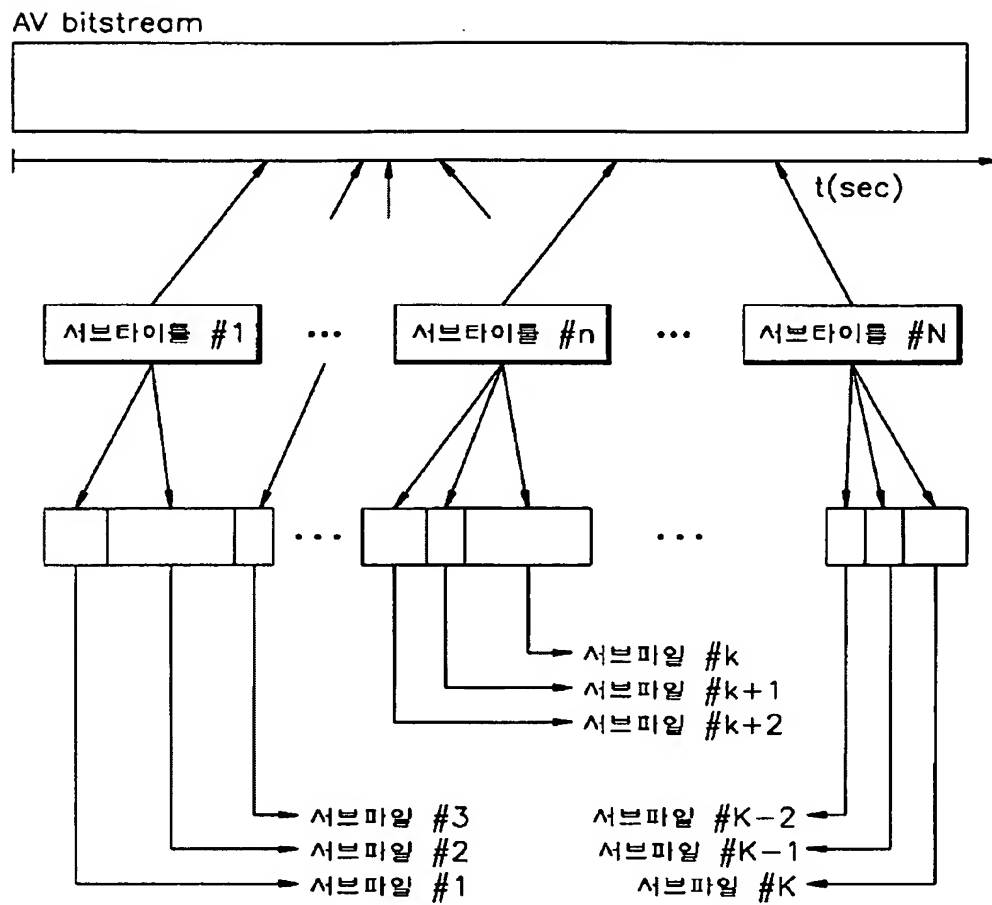 AV bitstream
t(sec)
서브타이틀 #1 ... 서브타이틀 #n ... 서브타이틀 #N
... ...
서브파일 #k
서브파일 #k+1
서브파일 #k+2
서브파일 #3
서브파일 #2
서브파일 #1
서브파일 #K-2
서브파일 #K-1
서브파일 #K